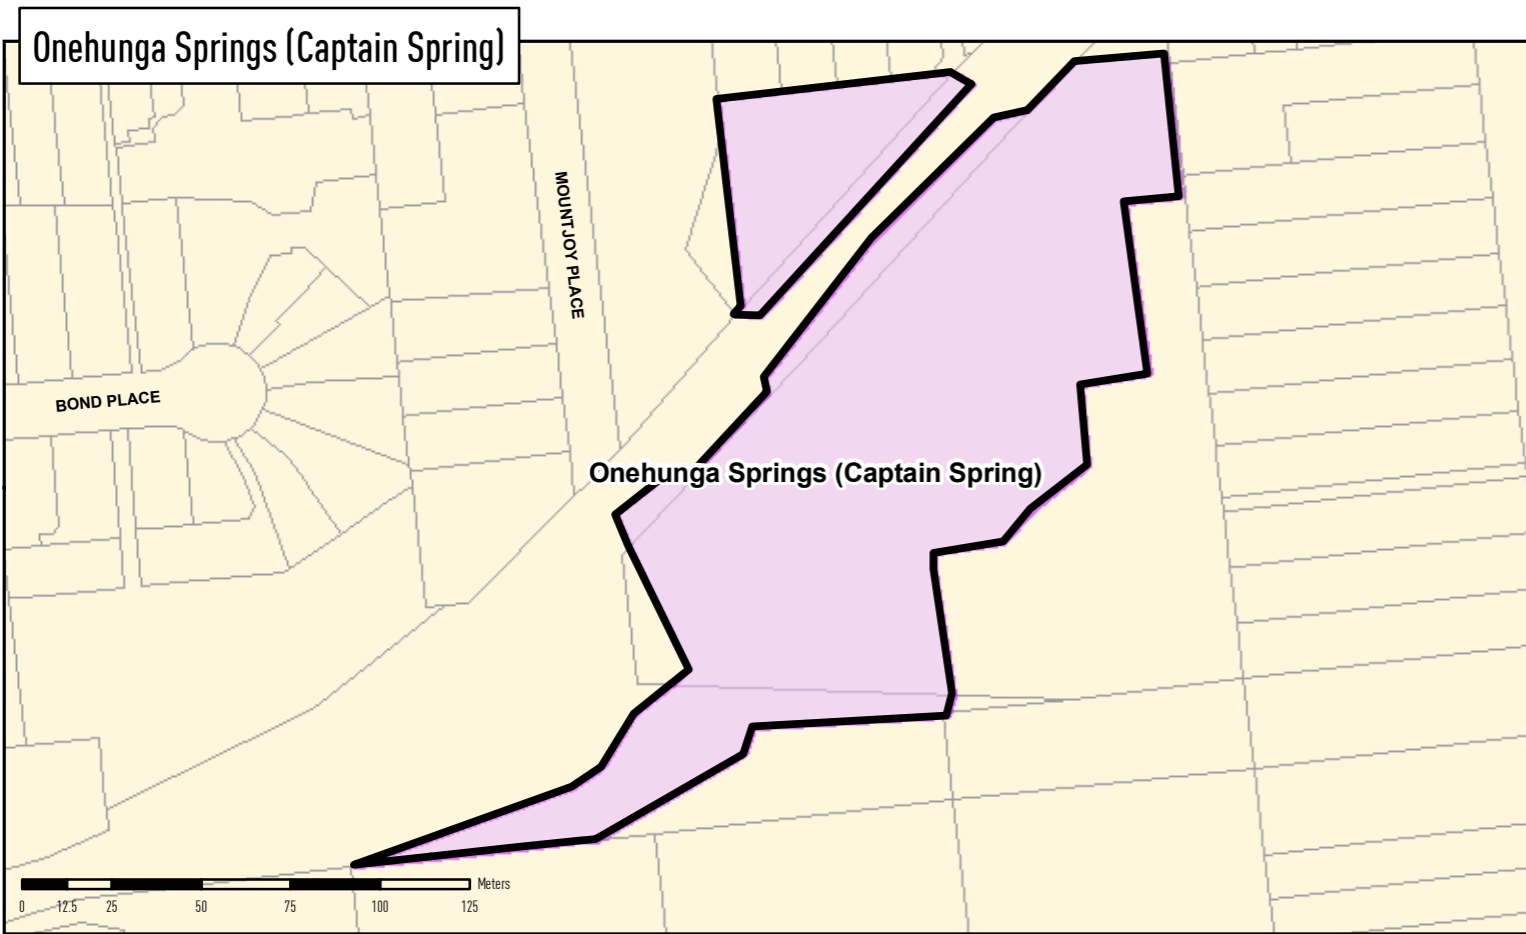 Onehunga Springs (Captain Spring)
MOUNTJOY PLACE
BOND PLACE
Onehunga Springs (Captain Spring)
Meters
0 12.5 25 50 75 100 125